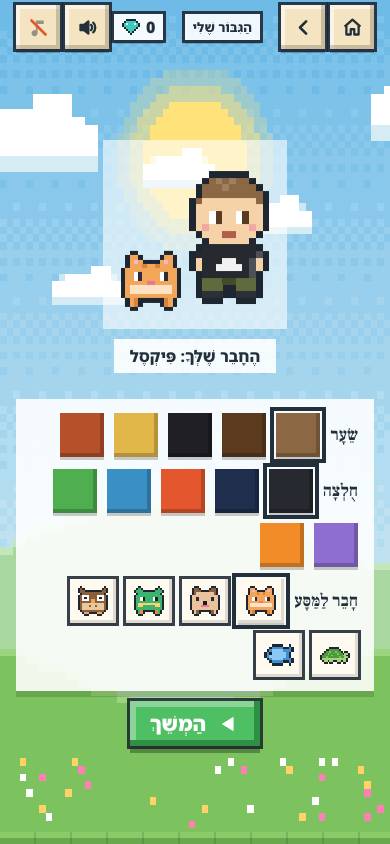 הַגִּבּוֹר שֶׁלִּי
0
הֶחָבֵר שֶׁלְּךָ: פִּיקְסֶל
שֵׂעָר
חֻלְצָה
חָבֵר לַמַּסָּע
הַמְשֵׁךְ